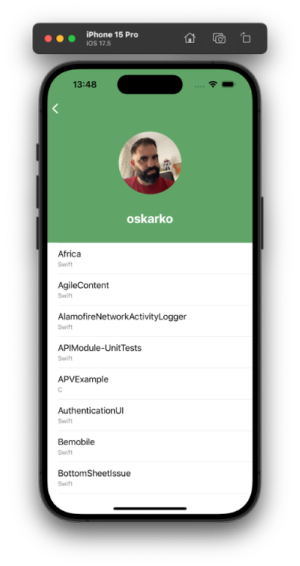 iPhone 15 Pro
iOS 17.5
13:48
oskarko
Africa
Swift
AgileContent
Swift
AlamofireNetworkActivityLogger
Swift
APIModule-UnitTests
Swift
APVExample
C
AuthenticationUI
Swift
Bemobile
Swift
BottomSheetIssue
Swift